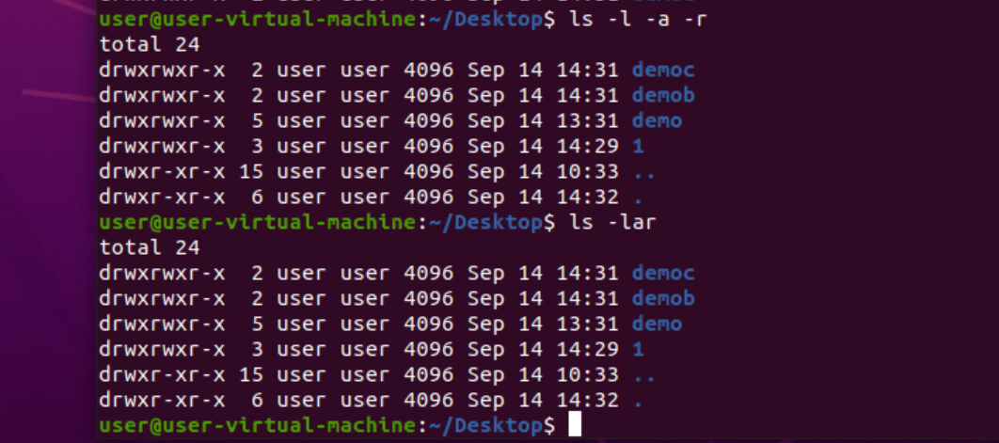 user@user-virtual-machine:~/Desktop$ ls -l -a -r
total 24
drwxrwxr-x  2 user user 4096 Sep 14 14:31 democ
drwxrwxr-x  2 user user 4096 Sep 14 14:31 demob
drwxrwxr-x  5 user user 4096 Sep 14 13:31 demo
drwxrwxr-x  3 user user 4096 Sep 14 14:29 1
drwxr-xr-x 15 user user 4096 Sep 14 10:33 ..
drwxr-xr-x  6 user user 4096 Sep 14 14:32 .
user@user-virtual-machine:~/Desktop$ ls -lar
total 24
drwxrwxr-x  2 user user 4096 Sep 14 14:31 democ
drwxrwxr-x  2 user user 4096 Sep 14 14:31 demob
drwxrwxr-x  5 user user 4096 Sep 14 13:31 demo
drwxrwxr-x  3 user user 4096 Sep 14 14:29 1
drwxr-xr-x 15 user user 4096 Sep 14 10:33 ..
drwxr-xr-x  6 user user 4096 Sep 14 14:32 .
user@user-virtual-machine:~/Desktop$